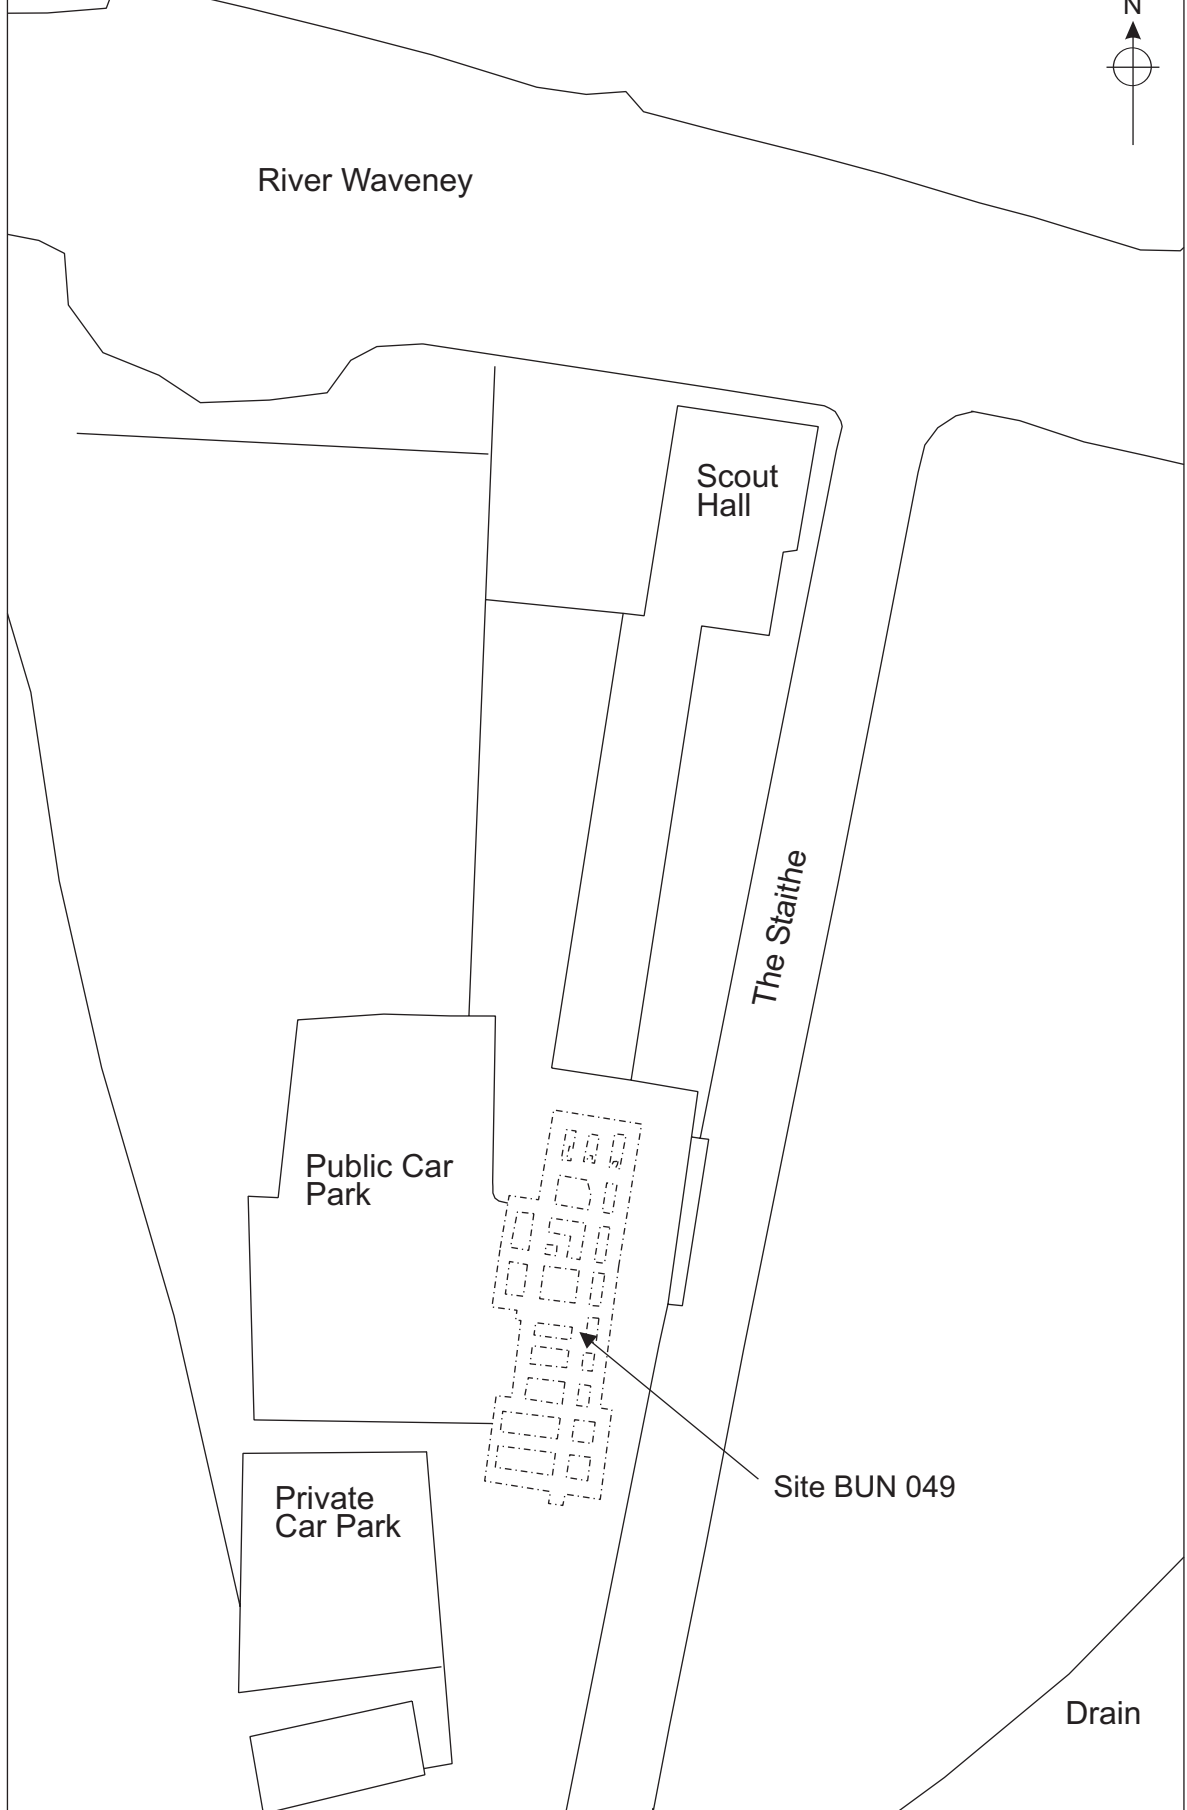 N
River Waveney
Scout
Hall
The Staithe
Public Car
Park
Site BUN 049
Private
Car Park
Drain